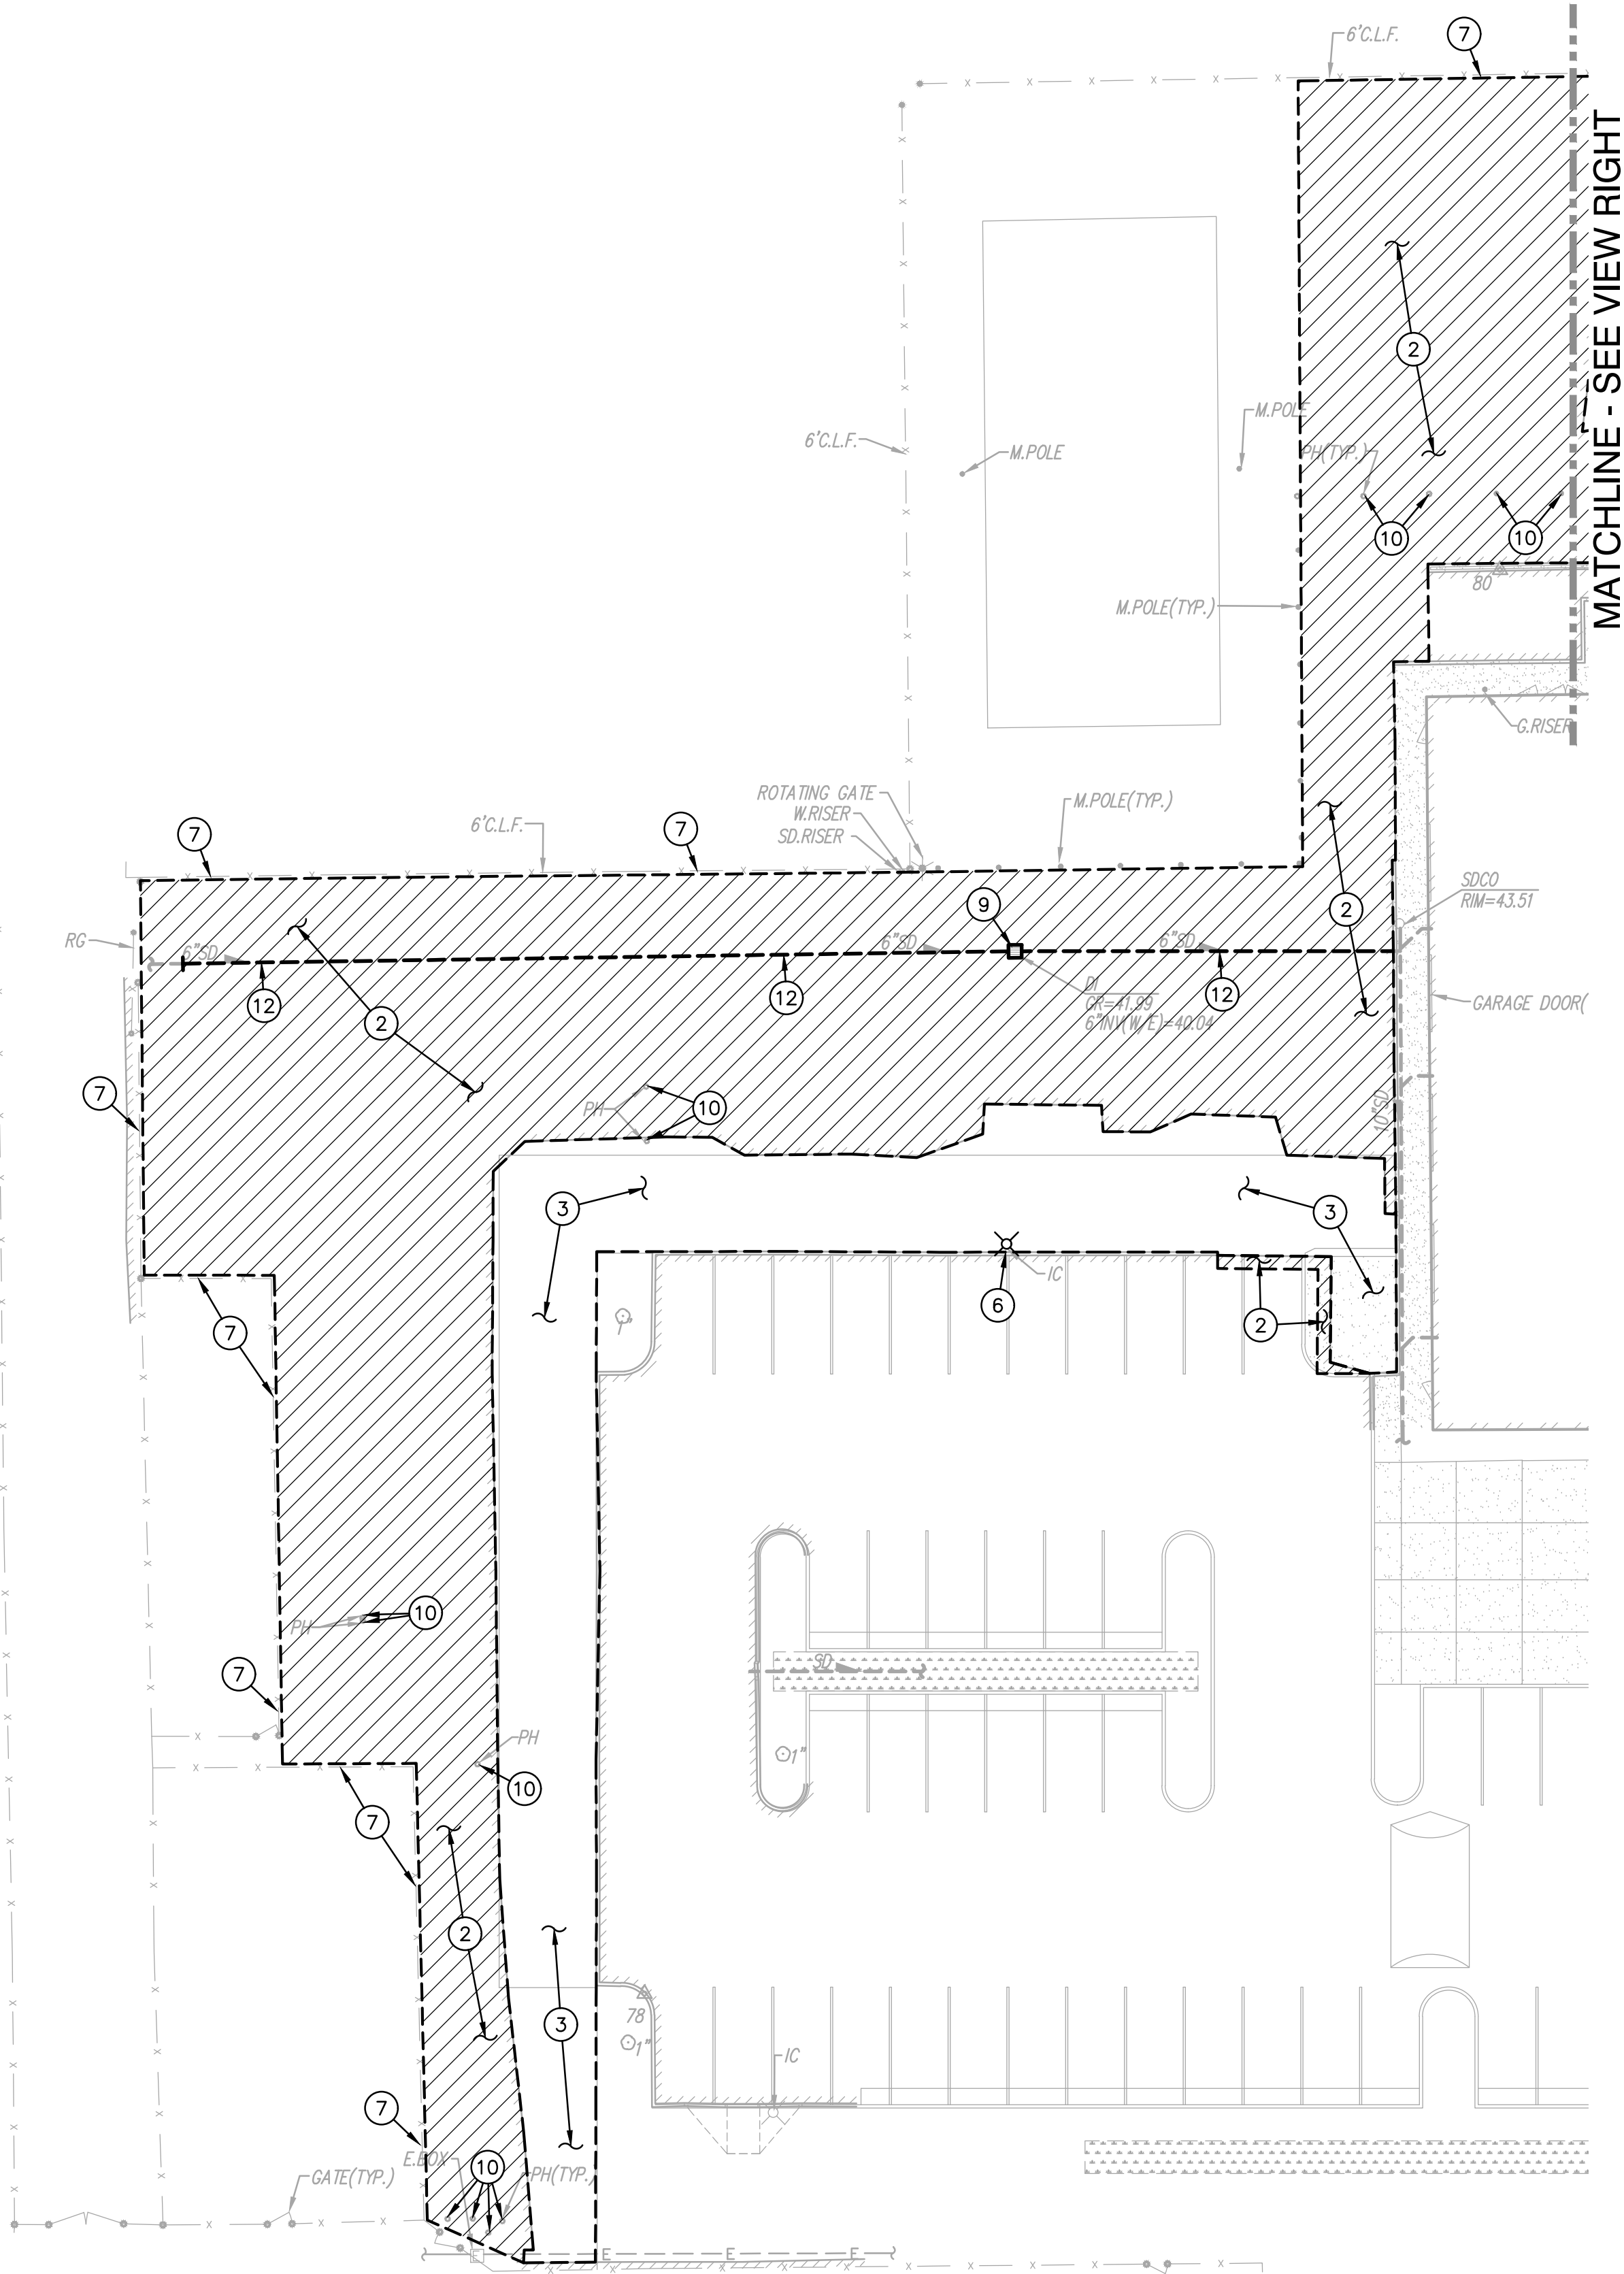 6'C.L.F.
7
MATCHLINE - SEE VIEW RIGHT
2
M.POLE
6'C.L.F.
M.POLE
PH(TYP.)
10
10
80
M.POLE(TYP.)
G.RISER
ROTATING GATE
W.RISER
SD.RISER
M.POLE(TYP.)
6'C.L.F.
7
7
SDCO
RIM=43.51
9
2
RG
6"SD
6"SD
6"SD
12
12
12
DI
GR=41.99
6"INV(W/E)=40.04
GARAGE DOOR(
2
7
PH
10
10"SD
3
3
IC
6
2
7
PH
10
SD
7
PH
10
1"
7
2
3
78
1"
IC
7
E.BOX
10
PH(TYP.)
GATE(TYP.)
E
E
E
E